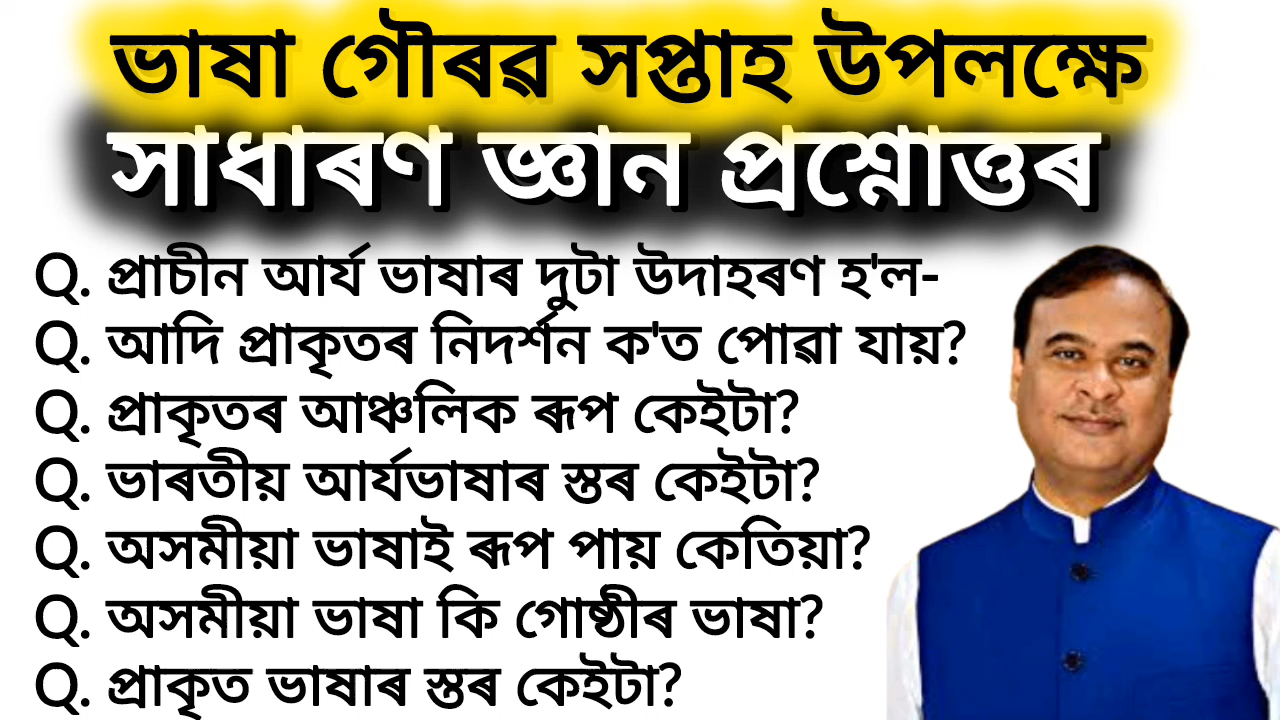 ভাষা গৌৰৱ সপ্তাহ উপলক্ষে
সাধাৰণ জ্ঞান প্ৰশ্নোত্তৰ
Q. প্ৰাচীন আৰ্য ভাষাৰ দুটা উদাহৰণ হ'ল-
Q. আদি প্ৰাকৃতৰ নিদৰ্শন ক'ত পোৱা যায়?
Q. প্ৰাকৃতৰ আঞ্চলিক ৰূপ কেইটা?
Q. ভাৰতীয় আৰ্যভাষাৰ স্তৰ কেইটা?
Q. অসমীয়া ভাষাই ৰূপ পায় কেতিয়া?
Q. অসমীয়া ভাষা কি গোষ্ঠীৰ ভাষা?
Q. প্ৰাকৃত ভাষাৰ স্তৰ কেইটা?